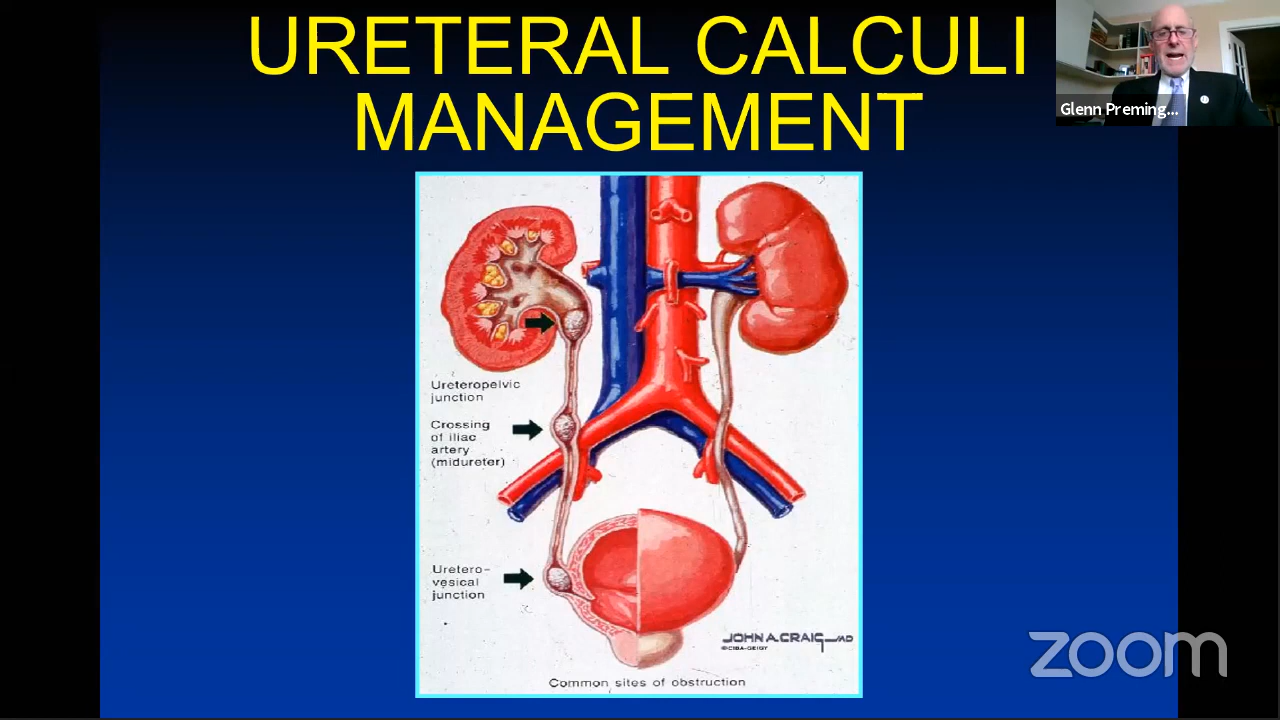 URETERAL CALCULI
MANAGEMENT
Glenn Preming...
Ureteropelvic
junction
Crossing
of iliac
artery
(midureter)
Uretero-
vesical
junction
JOHN A. CRAIG MD
©CIBA-GEIGY
Common sites of obstruction
zoom